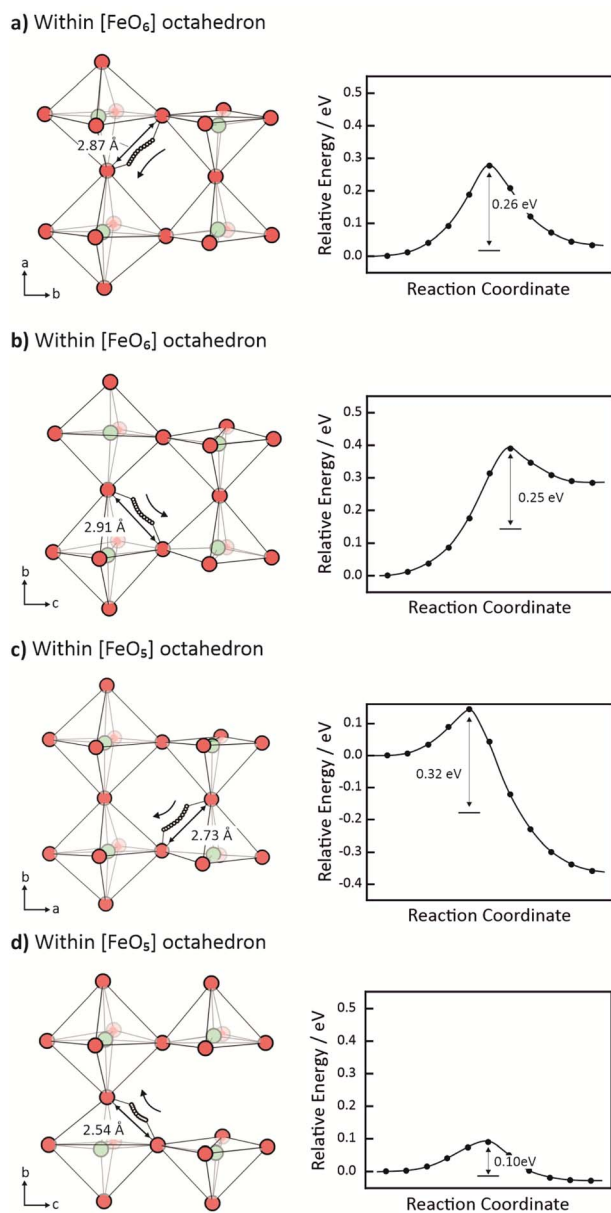 a) Within [FeO₆] octahedron
2.87 Å
a
b
Relative Energy / eV
0.5
0.4
0.3
0.2
0.1
0.0
0.26 eV
Reaction Coordinate
b) Within [FeO₆] octahedron
2.91 Å
b
c
Relative Energy / eV
0.5
0.4
0.3
0.2
0.1
0.0
0.25 eV
Reaction Coordinate
c) Within [FeO₅] octahedron
2.73 Å
b
a
Relative Energy / eV
0.1
0.0
-0.1
-0.2
-0.3
-0.4
0.32 eV
Reaction Coordinate
d) Within [FeO₅] octahedron
2.54 Å
b
c
Relative Energy / eV
0.5
0.4
0.3
0.2
0.1
0.0
0.10eV
Reaction Coordinate